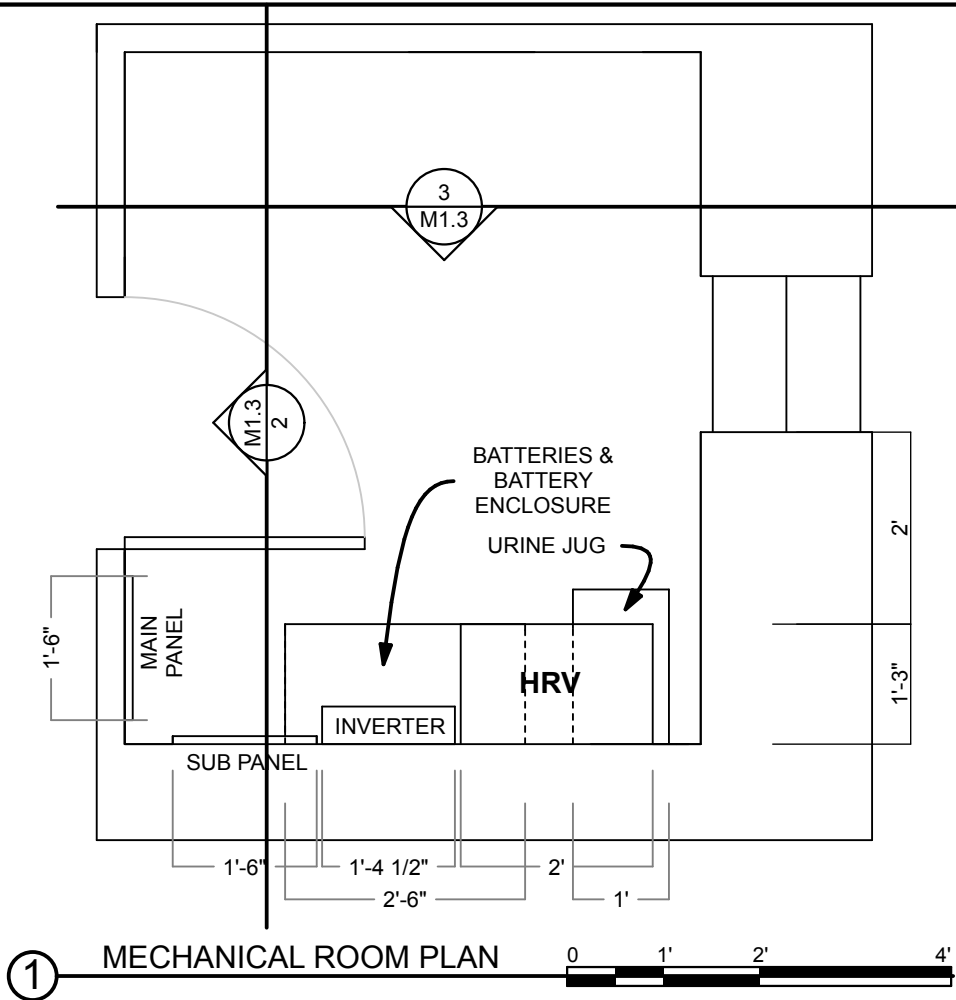 3
M1.3
M1.3
2
BATTERIES &
BATTERY
ENCLOSURE
URINE JUG
2'
1'-6"
MAIN
PANEL
HRV
1'-3"
INVERTER
SUB PANEL
1'-6"
1'-4 1/2"
2'
2'-6"
1'
1
MECHANICAL ROOM PLAN
0
1'
2'
4'